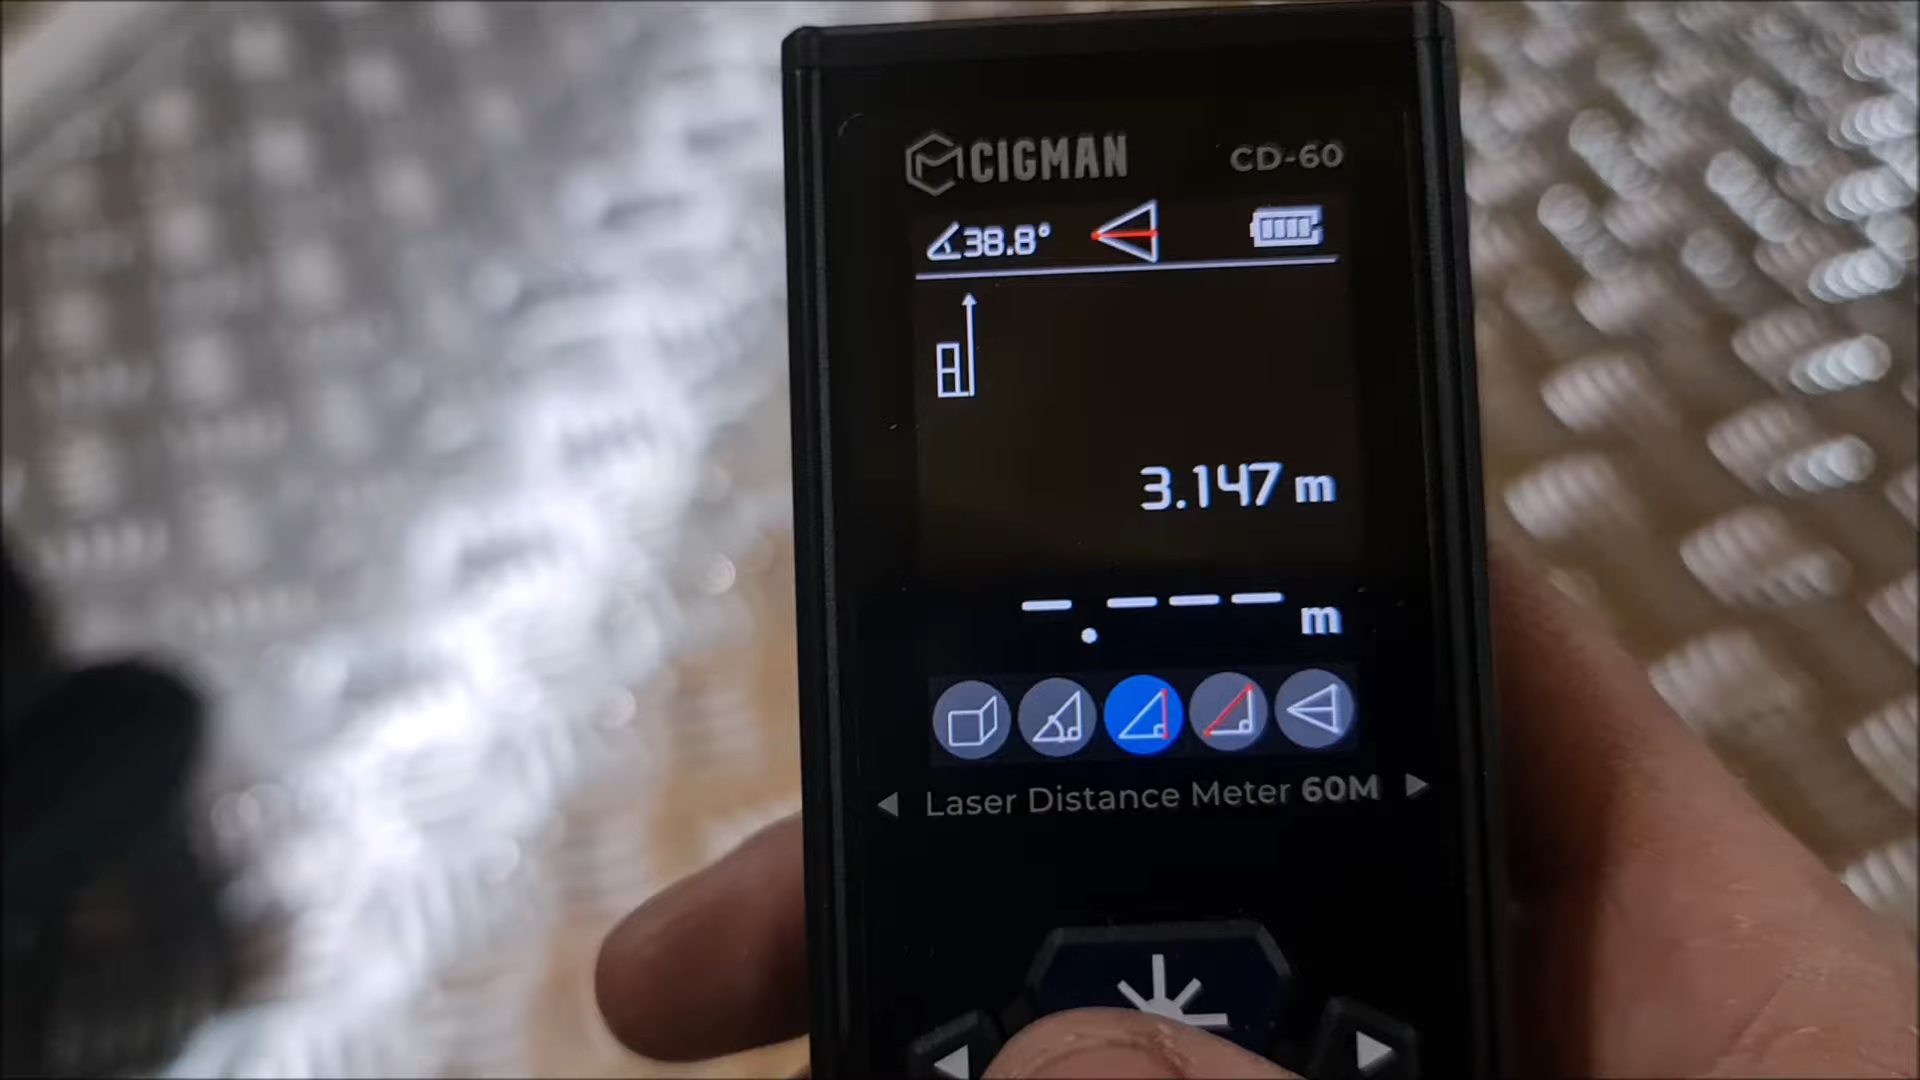 CIGMAN CD-60
38.8°
3.147 m
-.--- m
Laser Distance Meter 60M